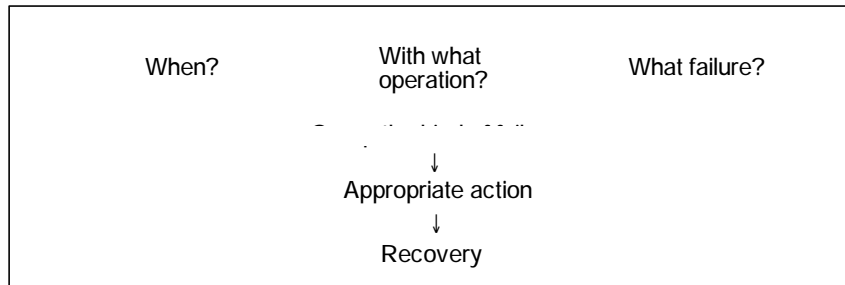 When?
With what
operation?
What failure?
↓
Appropriate action
↓
Recovery